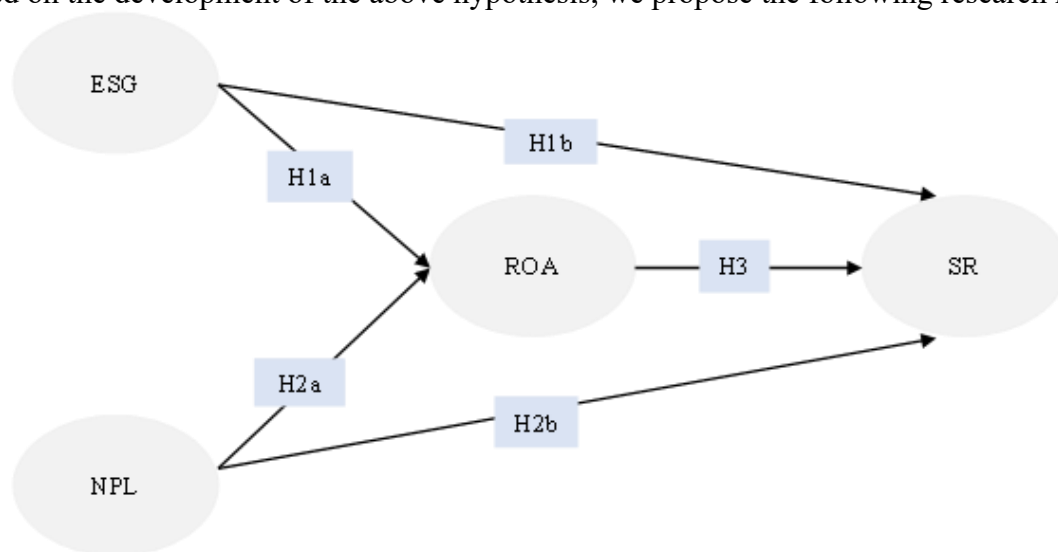 on the development of the above hypothesis, we propose the following research
ESG
H1b
H1a
ROA
H3
SR
H2a
H2b
NPL